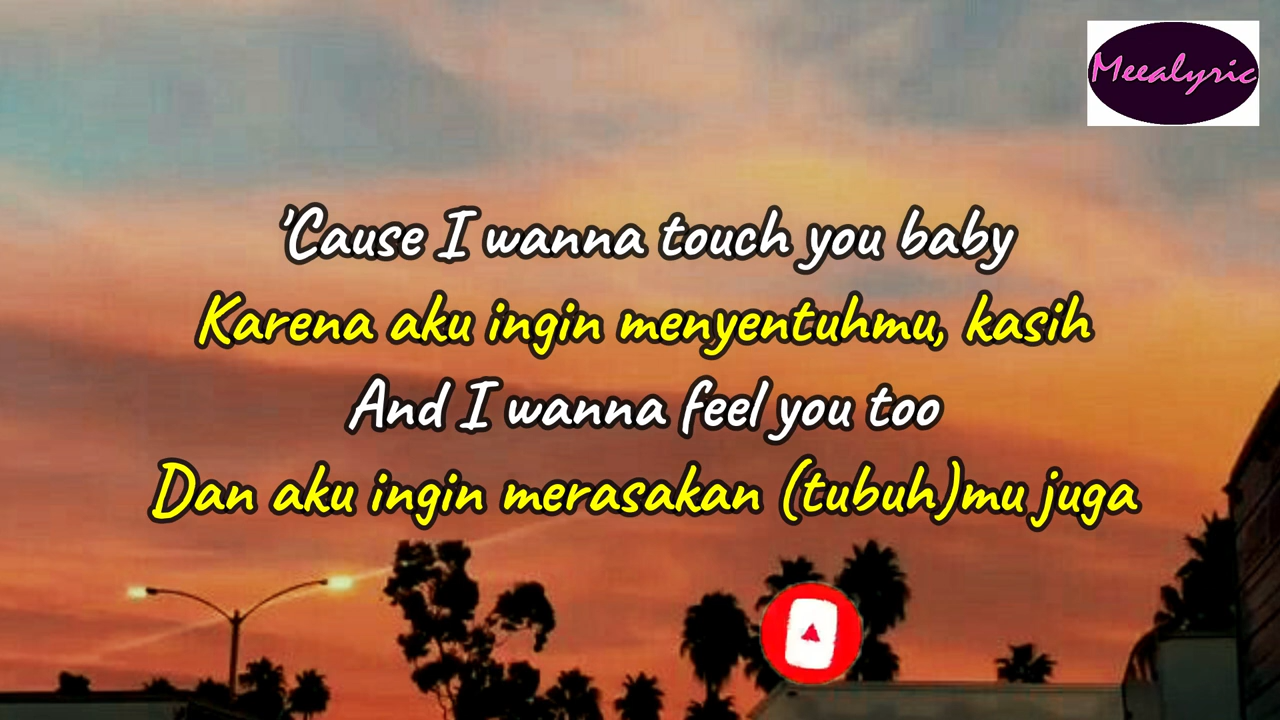 Meealyric
'Cause I wanna touch you baby
Karena aku ingin menyentuhmu, kasih
And I wanna feel you too
Dan aku ingin merasakan (tubuh)mu juga